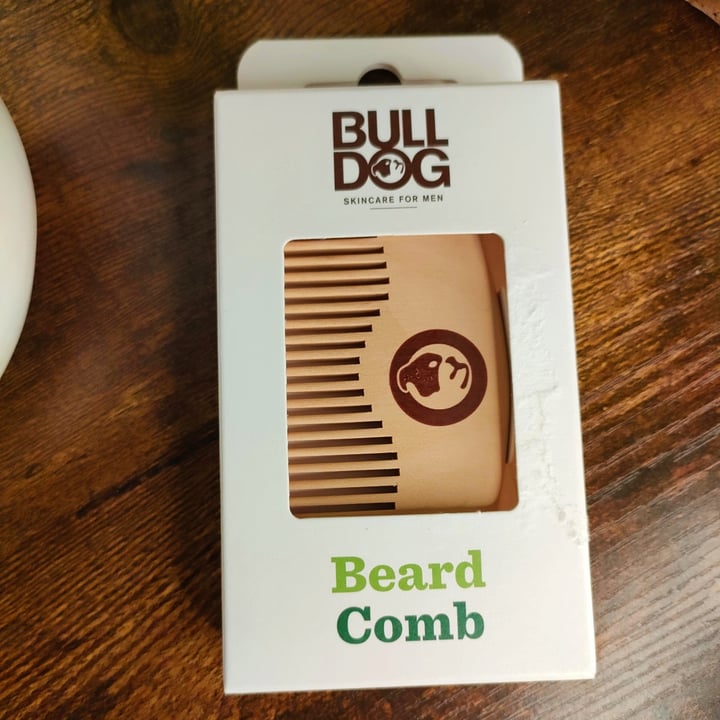 BULL
DOG
SKINCARE FOR MEN
Beard
Comb